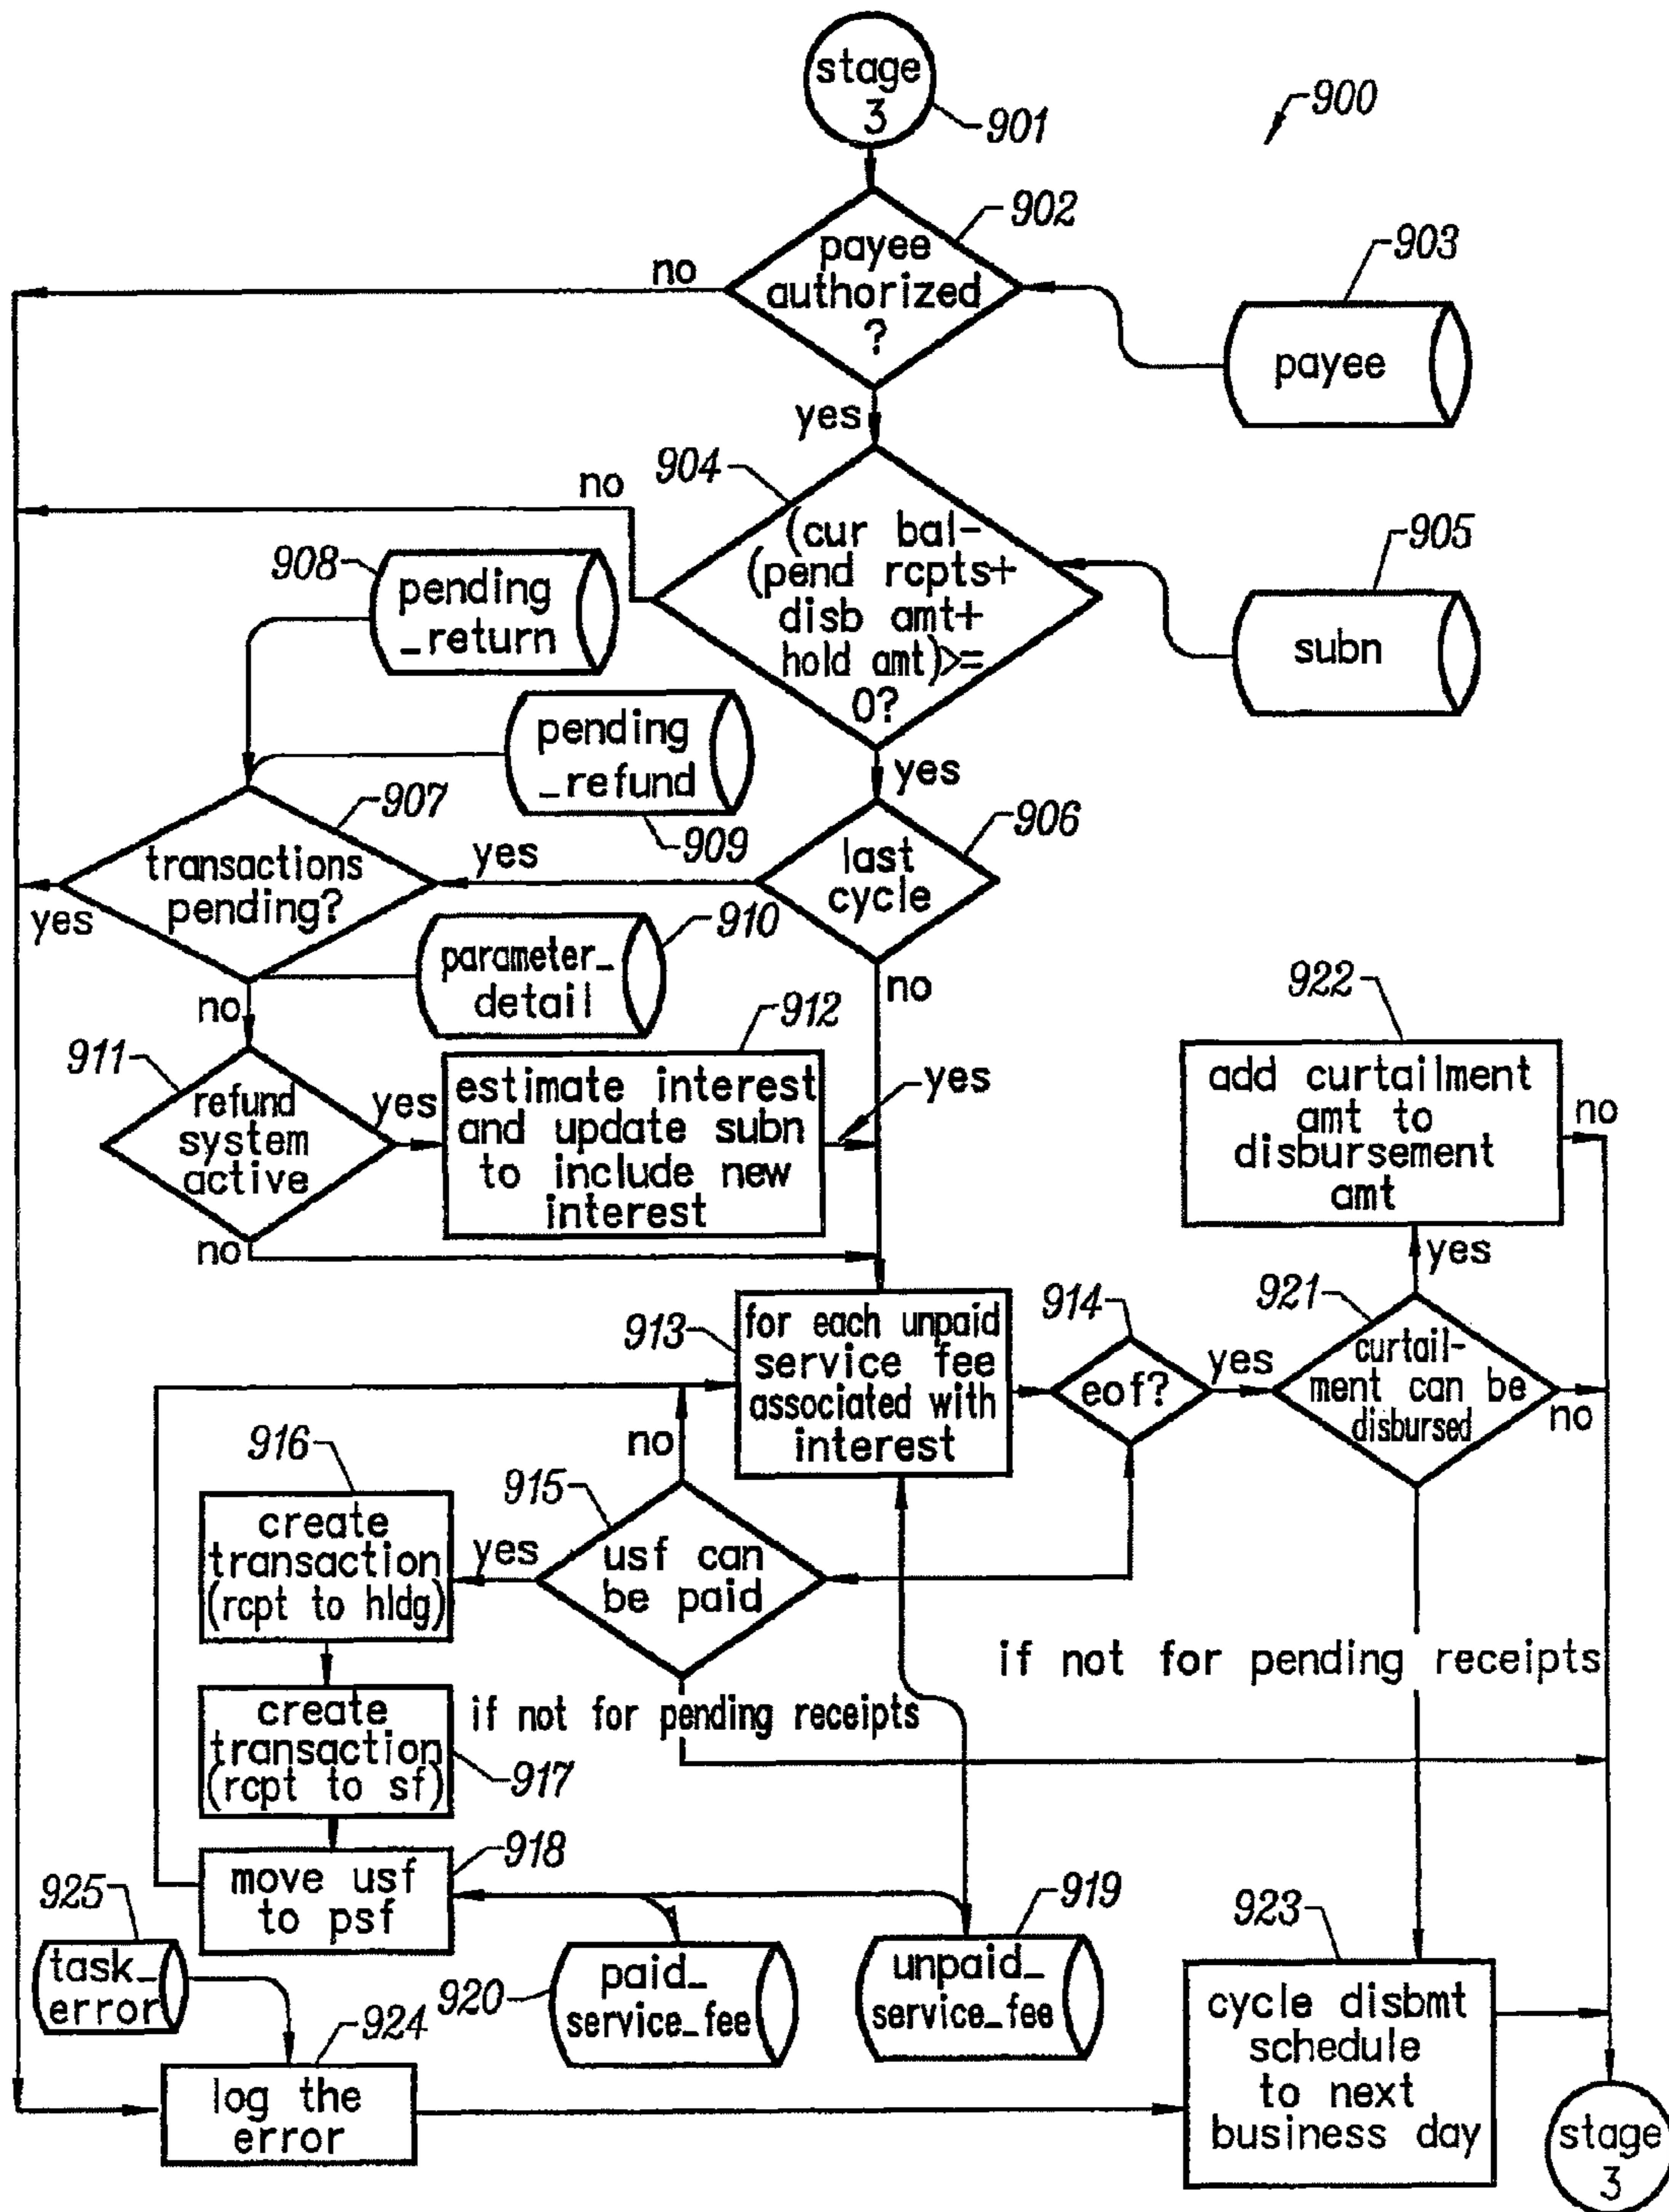 stage
3
901
900
payee
authorized
?
902
903
payee
no
yes
904
(cur bal-
(pend rcpts+
disb amt+
hold amt)>=
0?
no
905
subn
908
pending
_return
pending
_refund
909
yes
907
transactions
pending?
yes
yes
906
last
cycle
no
910
parameter_
detail
no
911
refund
system
active
yes
no
912
estimate interest
and update subn
to include new
interest
yes
922
add curtailment
amt to
disbursement
amt
no
yes
913
for each unpaid
service fee
associated with
interest
914
eof?
yes
921
curtail-
ment can be
disbursed
no
no
915
usf can
be paid
yes
916
create
transaction
(rcpt to hldg)
if not for pending receipts
if not for pending receipts
create
transaction
(rcpt to sf)
917
918
move usf
to psf
925
task_
error
920
paid_
service_fee
919
unpaid_
service_fee
923
cycle disbmt
schedule
to next
business day
924
log the
error
stage
3